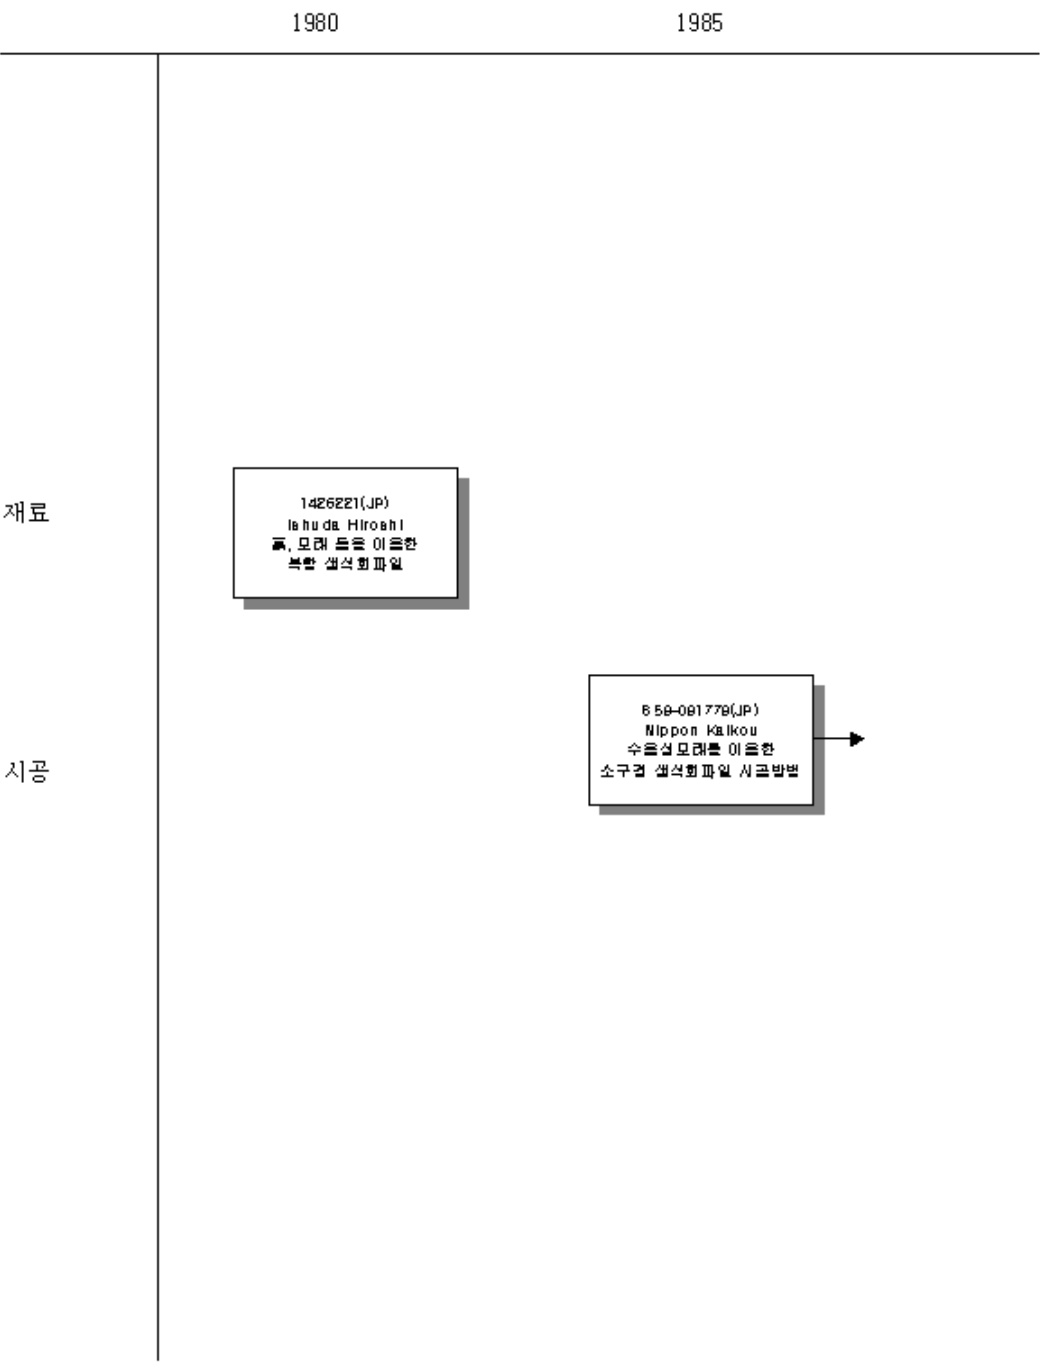 1980 1985
재료
1426221(JP)
Ishuda Hiroshi
흙, 모래 등을 이용한
복합 생석회파일
시공
859-091779(JP)
Nippon Kaikou
수용성모래를 이용한
소구경 생석회파일 시공방법